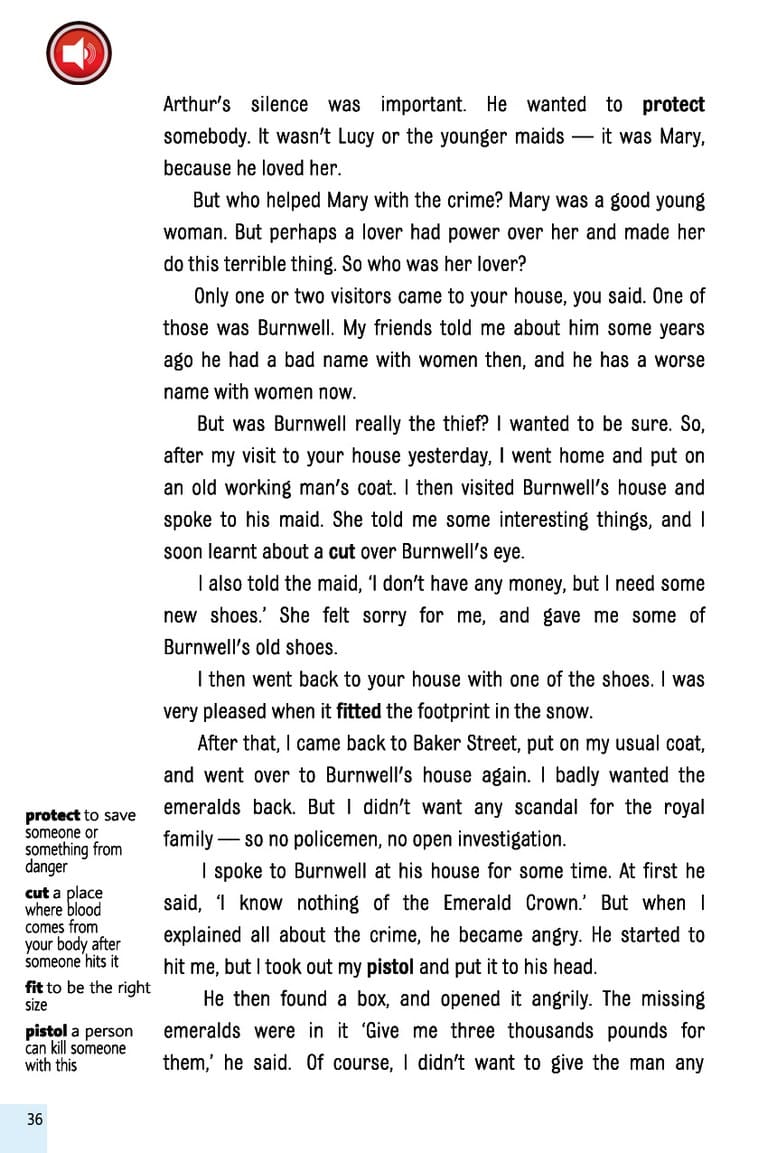 Arthur's silence was important. He wanted to protect
somebody. It wasn't Lucy or the younger maids — it was Mary,
because he loved her.
But who helped Mary with the crime? Mary was a good young
woman. But perhaps a lover had power over her and made her
do this terrible thing. So who was her lover?
Only one or two visitors came to your house, you said. One of
those was Burnwell. My friends told me about him some years
ago he had a bad name with women then, and he has a worse
name with women now.
But was Burnwell really the thief? I wanted to be sure. So,
after my visit to your house yesterday, I went home and put on
an old working man's coat. I then visited Burnwell's house and
spoke to his maid. She told me some interesting things, and I
soon learnt about a cut over Burnwell's eye.
I also told the maid, 'I don't have any money, but I need some
new shoes.' She felt sorry for me, and gave me some of
Burnwell's old shoes.
I then went back to your house with one of the shoes. I was
very pleased when it fitted the footprint in the snow.
After that, I came back to Baker Street, put on my usual coat,
and went over to Burnwell's house again. I badly wanted the
emeralds back. But I didn't want any scandal for the royal
family — so no policemen, no open investigation.
I spoke to Burnwell at his house for some time. At first he
said, 'I know nothing of the Emerald Crown.' But when I
explained all about the crime, he became angry. He started to
hit me, but I took out my pistol and put it to his head.
He then found a box, and opened it angrily. The missing
emeralds were in it 'Give me three thousands pounds for
them,' he said. Of course, I didn't want to give the man any
protect to save
someone or
something from
danger
cut a place
where blood
comes from
your body after
someone hits it
fit to be the right
size
pistol a person
can kill someone
with this
36